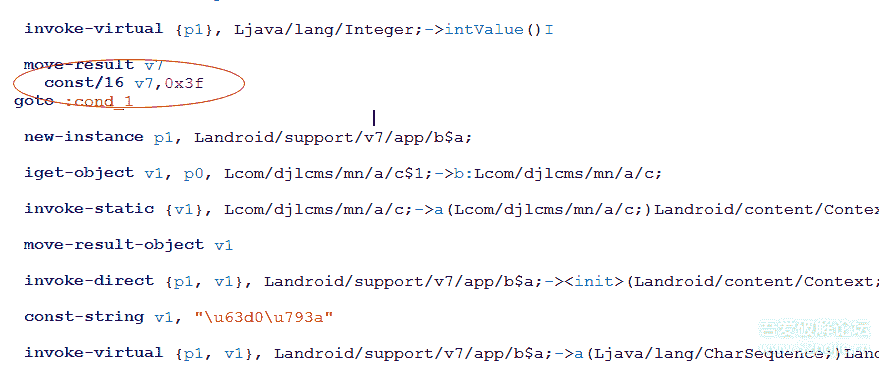 invoke-virtual {p1}, Ljava/lang/Integer;->intValue()I
move-result v7
const/16 v7,0x3f
goto :cond_1
new-instance p1, Landroid/support/v7/app/b$a;
iget-object v1, p0, Lcom/djlcms/mn/a/c$1;->b:Lcom/djlcms/mn/a/c;
invoke-static {v1}, Lcom/djlcms/mn/a/c;->a(Lcom/djlcms/mn/a/c;)Landroid/content/Contex
move-result-object v1
invoke-direct {p1, v1}, Landroid/support/v7/app/b$a;-><init>(Landroid/content/Context;
const-string v1, "\u63d0\u793a"
吾爱破解论坛
invoke-virtual {p1, v1}, Landroid/support/v7/app/b$a;->a(Ljava/lang/CharSequence;)Land